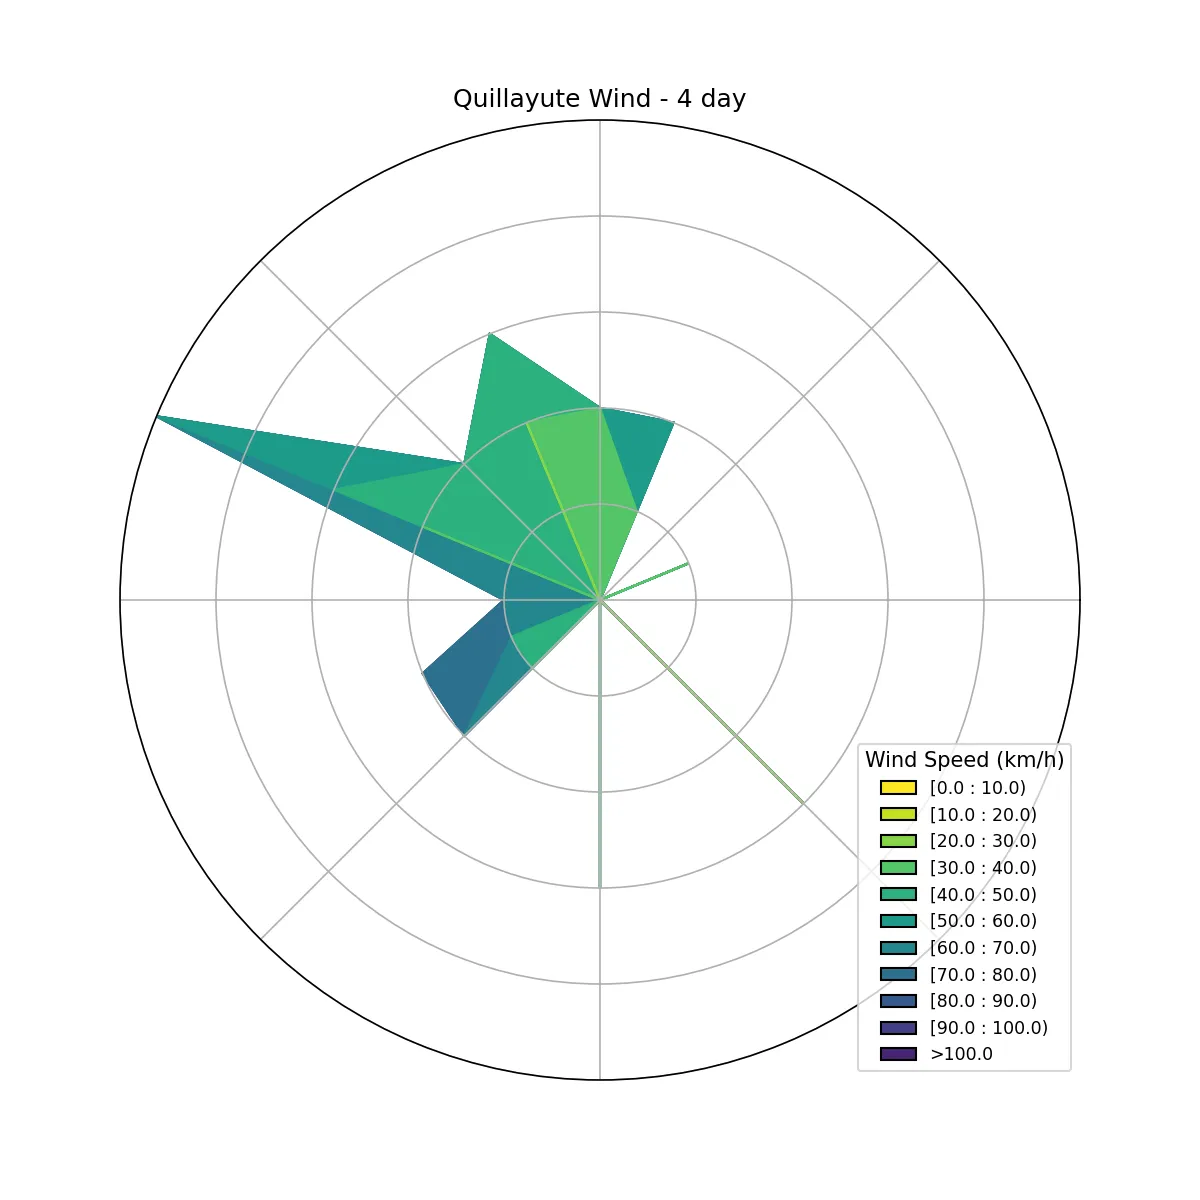 Quillayute Wind - 4 day
Wind Speed (km/h)
[0.0 : 10.0)
[10.0 : 20.0)
[20.0 : 30.0)
[30.0 : 40.0)
[40.0 : 50.0)
[50.0 : 60.0)
[60.0 : 70.0)
[70.0 : 80.0)
[80.0 : 90.0)
[90.0 : 100.0)
>100.0